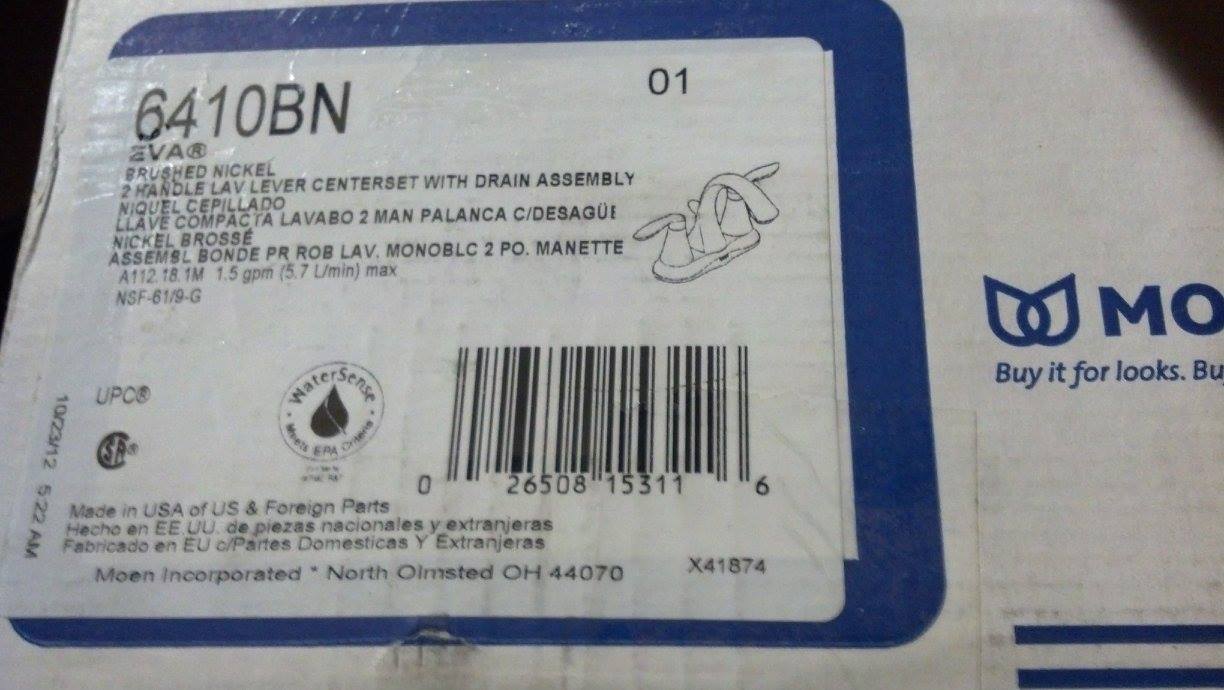 6410BN
01
EVA®
BRUSHED NICKEL
2 HANDLE LAV LEVER CENTERSET WITH DRAIN ASSEMBLY
NIQUEL CEPILLADO
LLAVE COMPACTA LAVABO 2 MAN PALANCA C/DESAGÜE
NICKEL BROSSÉ
ASSEMBL BONDE PR ROB LAV. MONOBLC 2 PO. MANETTE
A112.18.1M 1.5 gpm (5.7 L/min) max
NSF-61/9-G
MO
Buy it for looks. Bu
UPC®
WaterSense
Meets EPA Criteria
10/23/12 5:22 AM
0 26508 15311 6
Made in USA of US & Foreign Parts
Hecho en EE.UU. de piezas nacionales y extranjeras
Fabricado en EU c/Partes Domesticas Y Extranjeras
Moen Incorporated * North Olmsted OH 44070
X41874